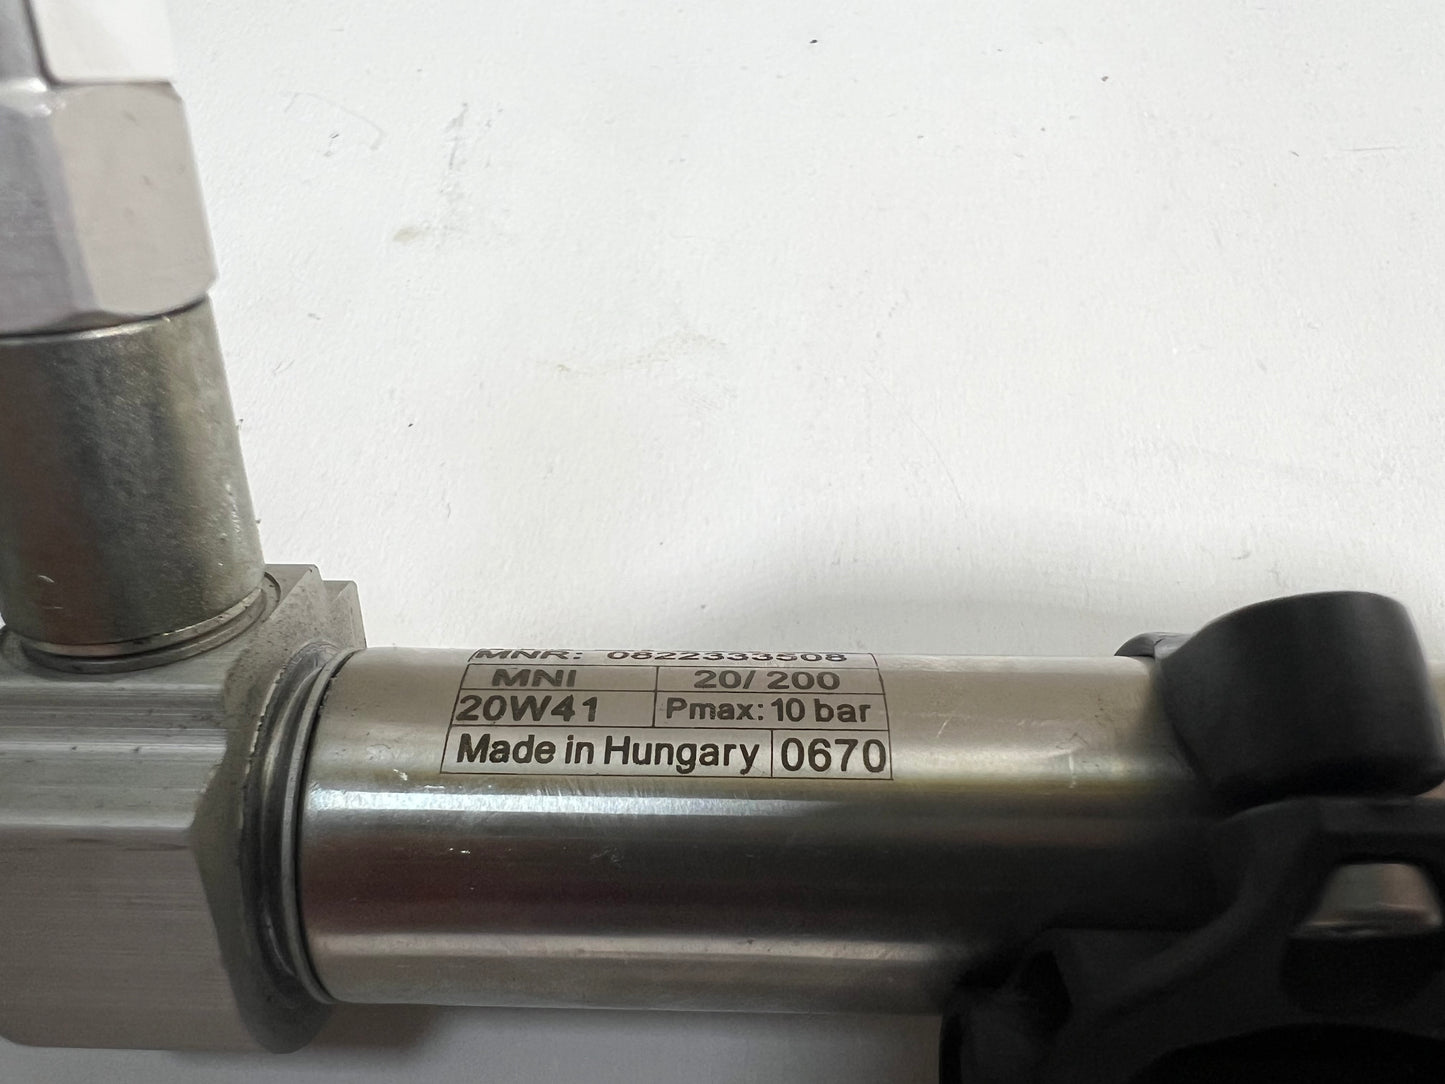 MNR: 0822333508
MNI 20/200
20W41 Pmax: 10 bar
Made in Hungary 0670